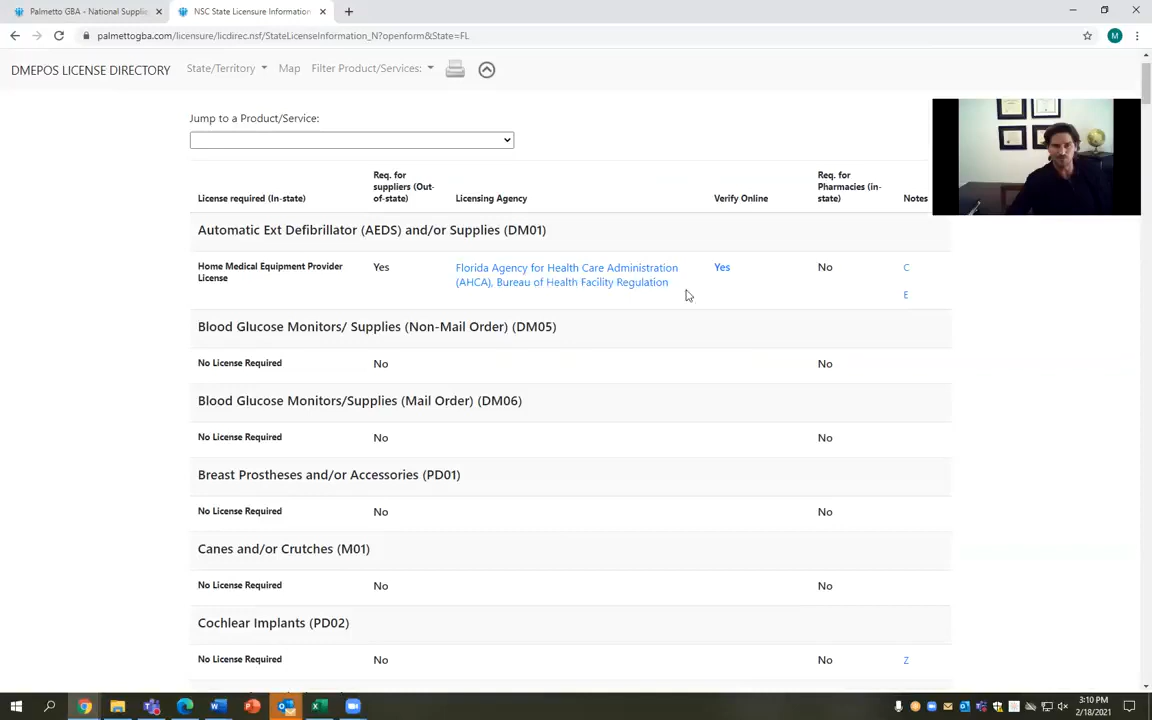 Palmetto GBA - National Supplie
NSC State Licensure Information
palmettogba.com/licensure/licdirec.nsf/StateLicenseInformation_N?openform&State=FL
M
DMEPOS LICENSE DIRECTORY
State/Territory
Map
Filter Product/Services:
Jump to a Product/Service:
License required (In-state)
Req. for
suppliers (Out-
of-state)
Licensing Agency
Verify Online
Req. for
Pharmacies (in-
state)
Notes
Automatic Ext Defibrillator (AEDS) and/or Supplies (DM01)
Home Medical Equipment Provider
License
Yes
Florida Agency for Health Care Administration
(AHCA), Bureau of Health Facility Regulation
Yes
No
C
E
Blood Glucose Monitors/ Supplies (Non-Mail Order) (DM05)
No License Required
No
No
Blood Glucose Monitors/Supplies (Mail Order) (DM06)
No License Required
No
No
Breast Prostheses and/or Accessories (PD01)
No License Required
No
No
Canes and/or Crutches (M01)
No License Required
No
No
Cochlear Implants (PD02)
No License Required
No
No
Z
3:10 PM
2/18/2021